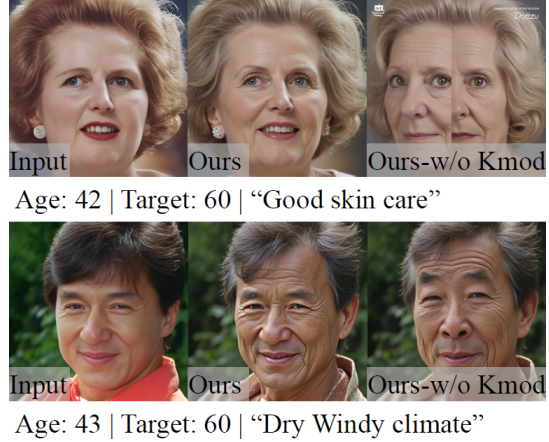 Dottzu
Input
Ours
Ours-w/o Kmod
Age: 42 | Target: 60 | “Good skin care”
Input
Ours
Ours-w/o Kmod
Age: 43 | Target: 60 | “Dry Windy climate”